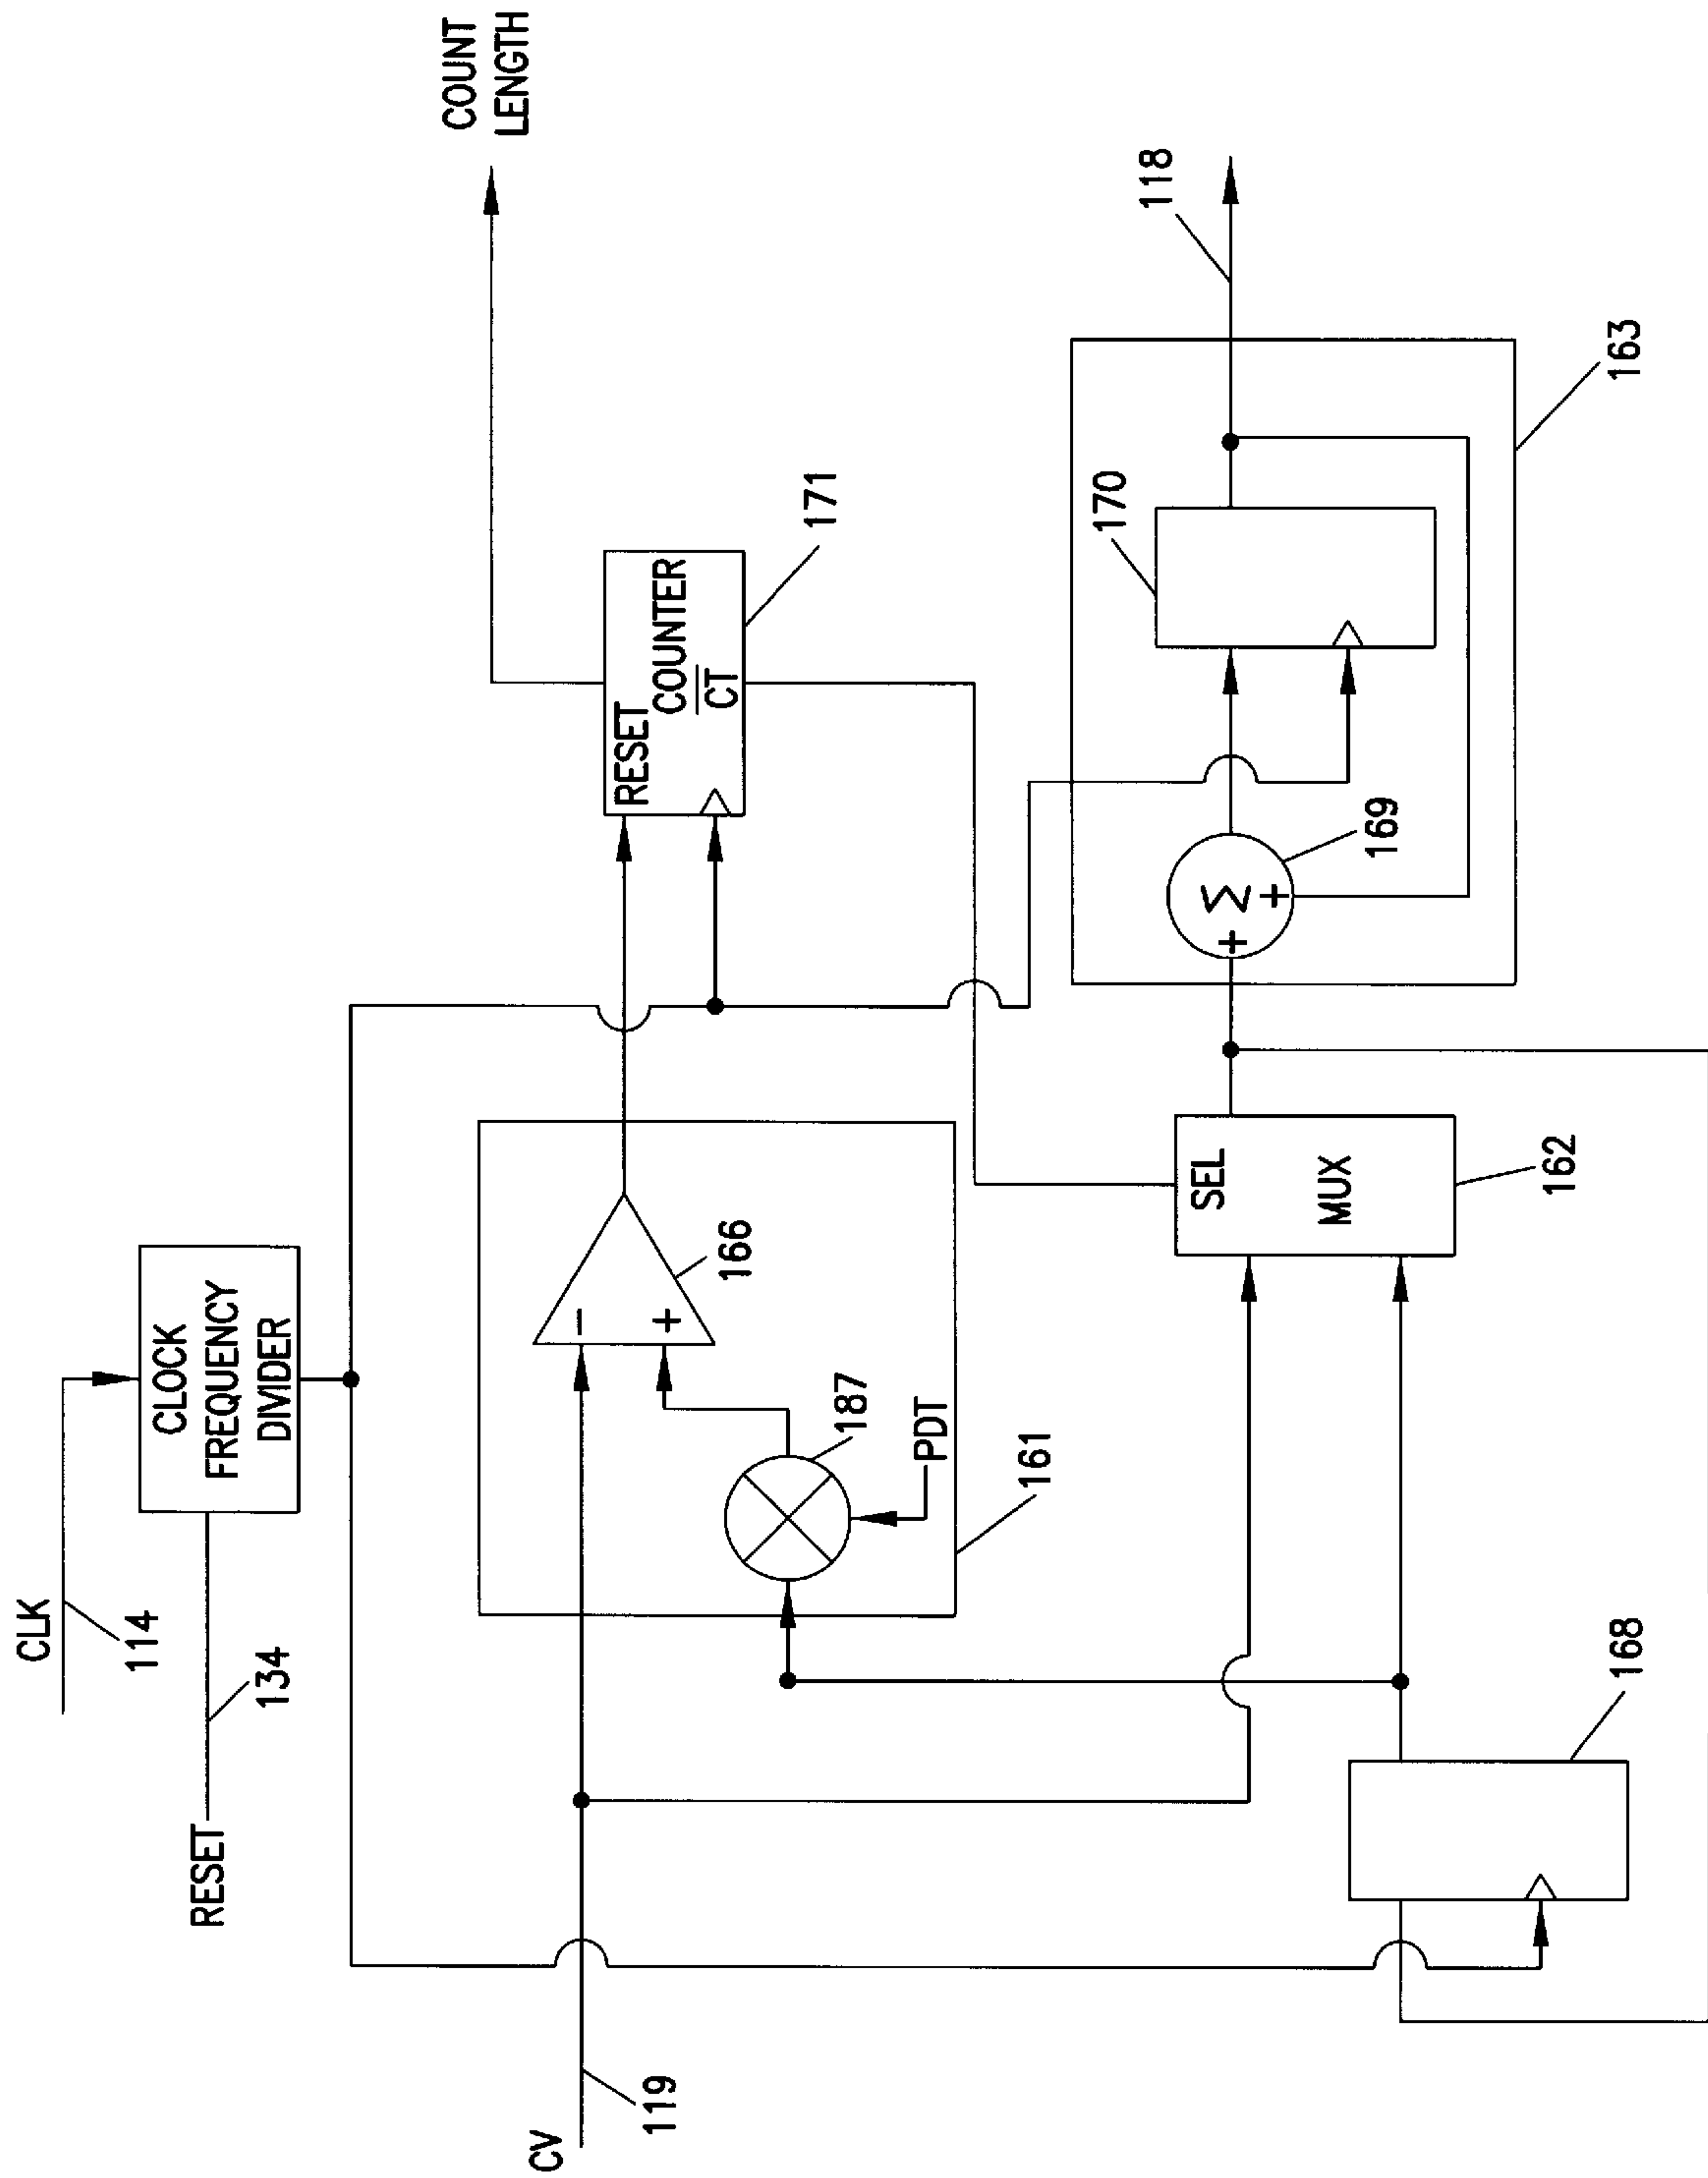 CLK
114
RESET
134
CLOCK
FREQUENCY
DIVIDER
COUNT
LENGTH
CV
119
−
+
166
187
PDT
161
RESET
COUNTER
CT
171
SEL
MUX
162
168
+
Σ
+
169
170
118
163